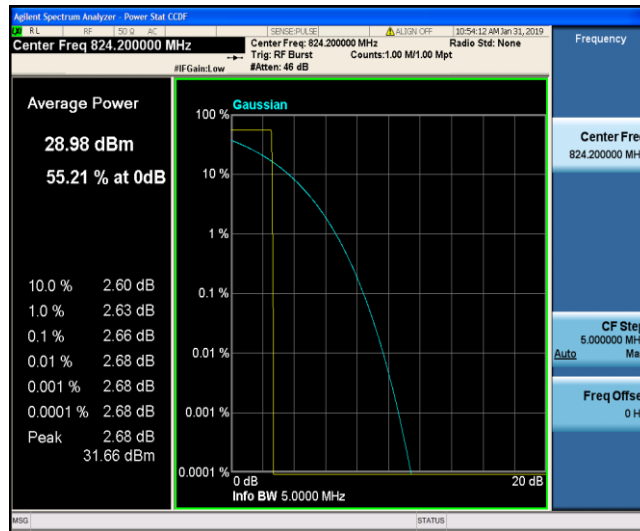 Agilent Spectrum Analyzer - Power Stat CCDF
RL RF 50 Ω AC SENSE:PULSE ALIGN OFF 10:54:12 AM Jan 31, 2019
Center Freq 824.200000 MHz
Center Freq: 824.200000 MHz Radio Std: None
Trig: RF Burst Counts:1.00 M/1.00 Mpt
#IFGain:Low #Atten: 46 dB
Frequency
Average Power
28.98 dBm
55.21 % at 0dB
10.0 % 2.60 dB
1.0 % 2.63 dB
0.1 % 2.66 dB
0.01 % 2.68 dB
0.001 % 2.68 dB
0.0001 % 2.68 dB
Peak 2.68 dB
31.66 dBm
Gaussian
100 %
10 %
1 %
0.1 %
0.01 %
0.001 %
0.0001 %
0 dB 20 dB
Info BW 5.0000 MHz
Center Fre
824.200000 MH
CF Step
5.000000 MH
Auto Ma
Freq Offse
0 H
MSG STATUS